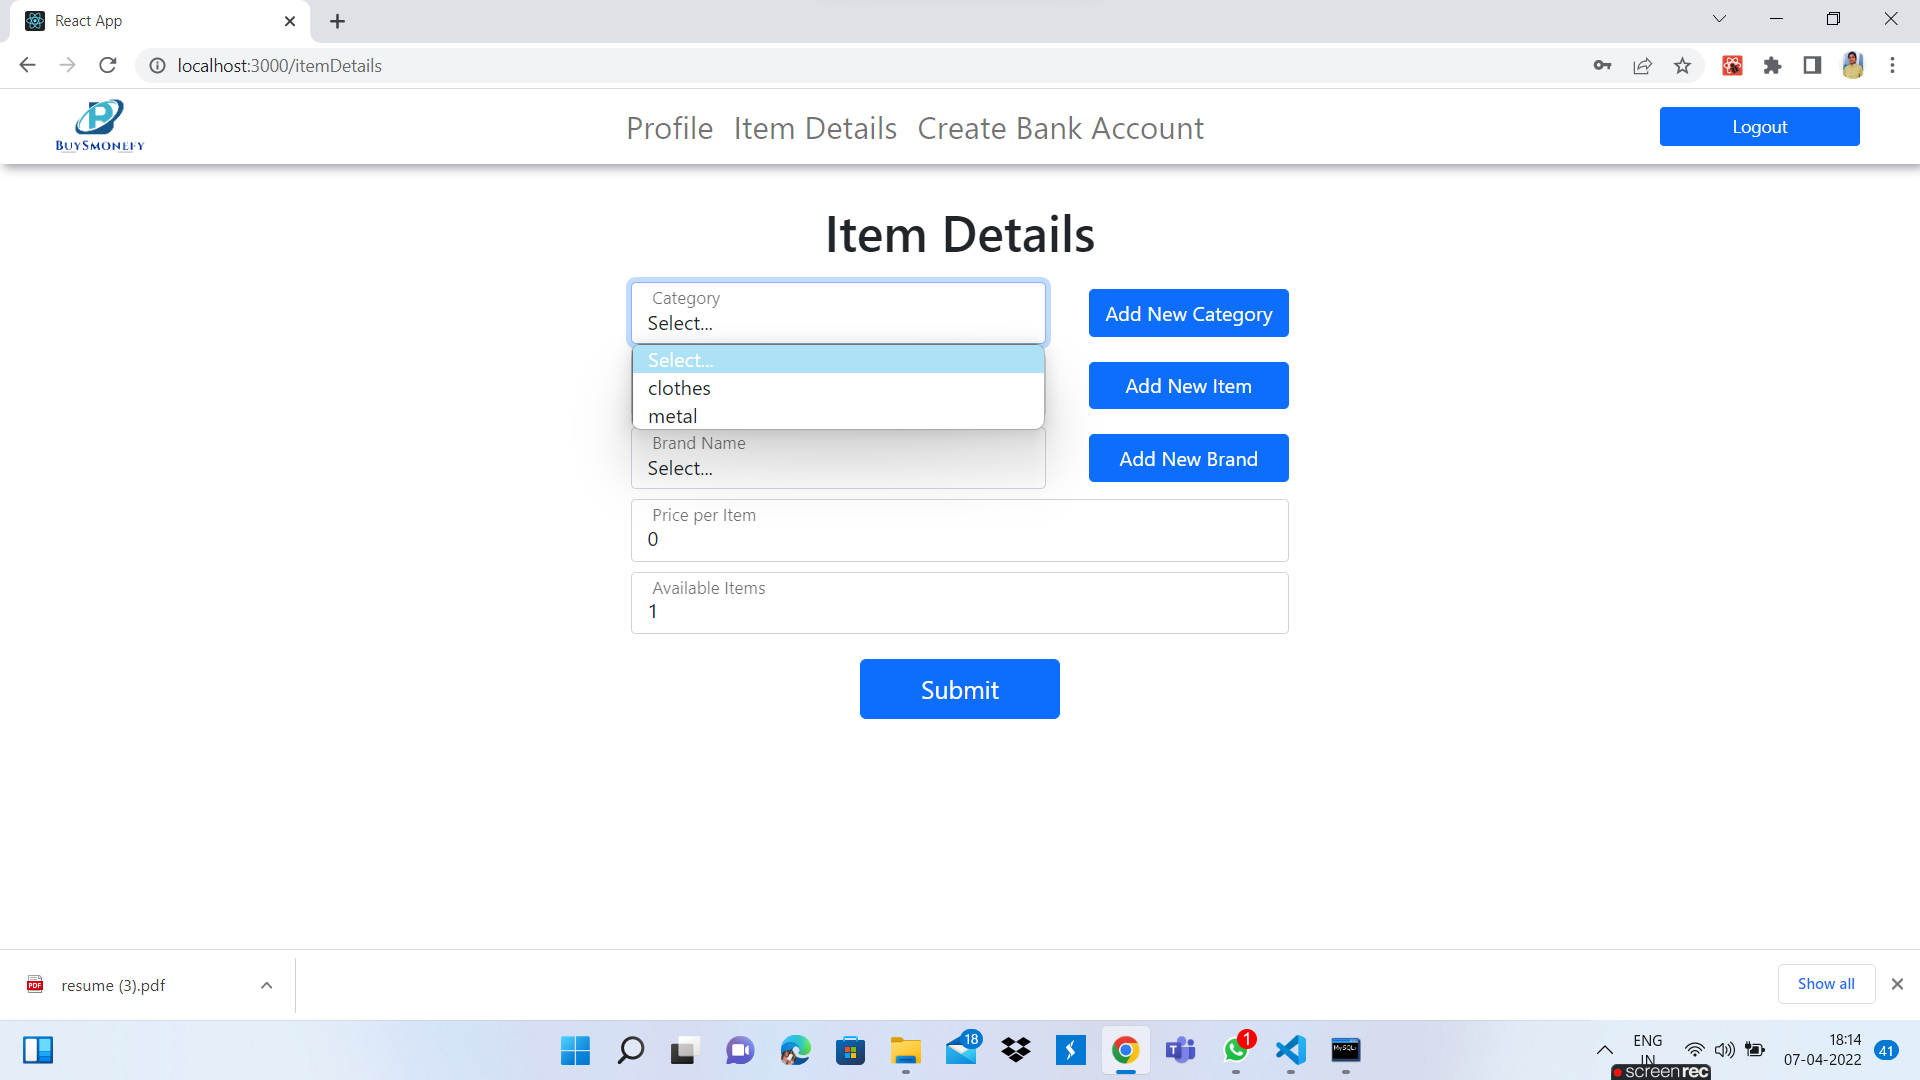 React App
localhost:3000/itemDetails
BUYSMONEFY
Profile Item Details Create Bank Account
Logout
Item Details
Category
Select...
Add New Category
Select...
clothes
metal
Add New Item
Brand Name
Select...
Add New Brand
Price per Item
0
Available Items
1
Submit
resume (3).pdf
Show all
18
1
MySQL
ENG
IN
18:14
07-04-2022
41
screenrec